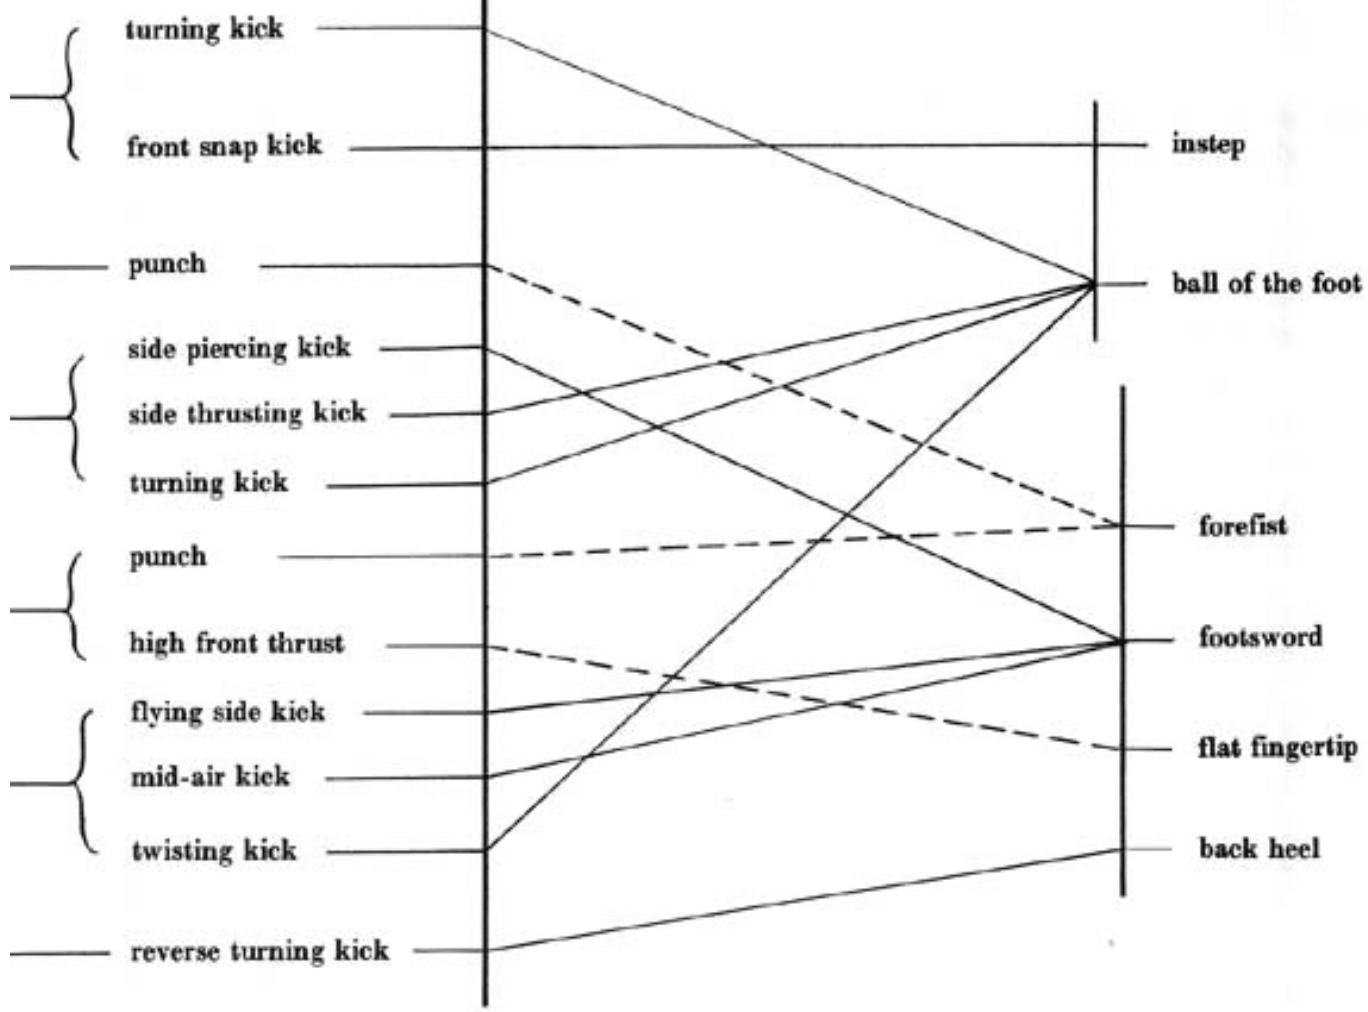 turning kick
front snap kick
instep
punch
ball of the foot
side piercing kick
side thrusting kick
turning kick
forefist
punch
high front thrust
footsword
flying side kick
flat fingertip
mid-air kick
twisting kick
back heel
reverse turning kick